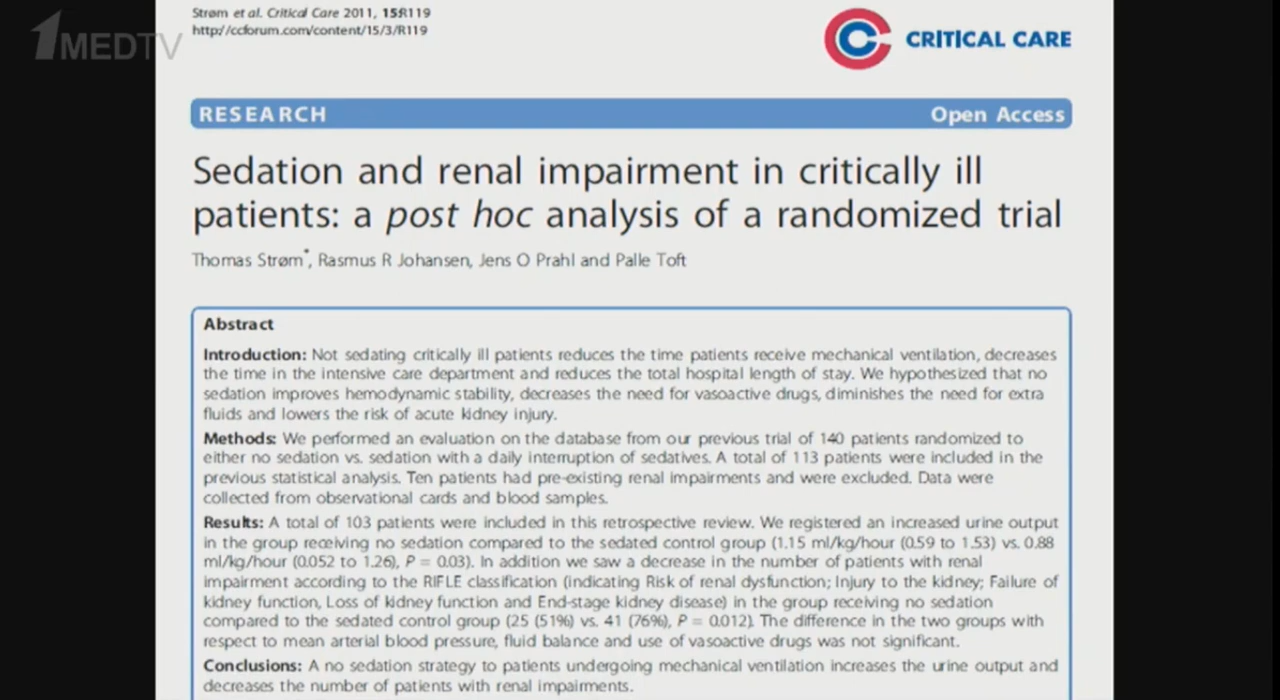 Strøm et al. Critical Care 2011, 15:R119
http://ccforum.com/content/15/3/R119
1MEDTV
CRITICAL CARE
RESEARCH Open Access
Sedation and renal impairment in critically ill
patients: a post hoc analysis of a randomized trial
Thomas Strøm*, Rasmus R Johansen, Jens O Prahl and Palle Toft
Abstract
Introduction: Not sedating critically ill patients reduces the time patients receive mechanical ventilation, decreases
the time in the intensive care department and reduces the total hospital length of stay. We hypothesized that no
sedation improves hemodynamic stability, decreases the need for vasoactive drugs, diminishes the need for extra
fluids and lowers the risk of acute kidney injury.
Methods: We performed an evaluation on the database from our previous trial of 140 patients randomized to
either no sedation vs. sedation with a daily interruption of sedatives. A total of 113 patients were included in the
previous statistical analysis. Ten patients had pre-existing renal impairments and were excluded. Data were
collected from observational cards and blood samples.
Results: A total of 103 patients were included in this retrospective review. We registered an increased urine output
in the group receiving no sedation compared to the sedated control group (1.15 ml/kg/hour (0.59 to 1.53) vs. 0.88
ml/kg/hour (0.052 to 1.26), P = 0.03). In addition we saw a decrease in the number of patients with renal
impairment according to the RIFLE classification (indicating Risk of renal dysfunction; Injury to the kidney; Failure of
kidney function, Loss of kidney function and End-stage kidney disease) in the group receiving no sedation
compared to the sedated control group (25 (51%) vs. 41 (76%), P = 0.012). The difference in the two groups with
respect to mean arterial blood pressure, fluid balance and use of vasoactive drugs was not significant.
Conclusions: A no sedation strategy to patients undergoing mechanical ventilation increases the urine output and
decreases the number of patients with renal impairments.